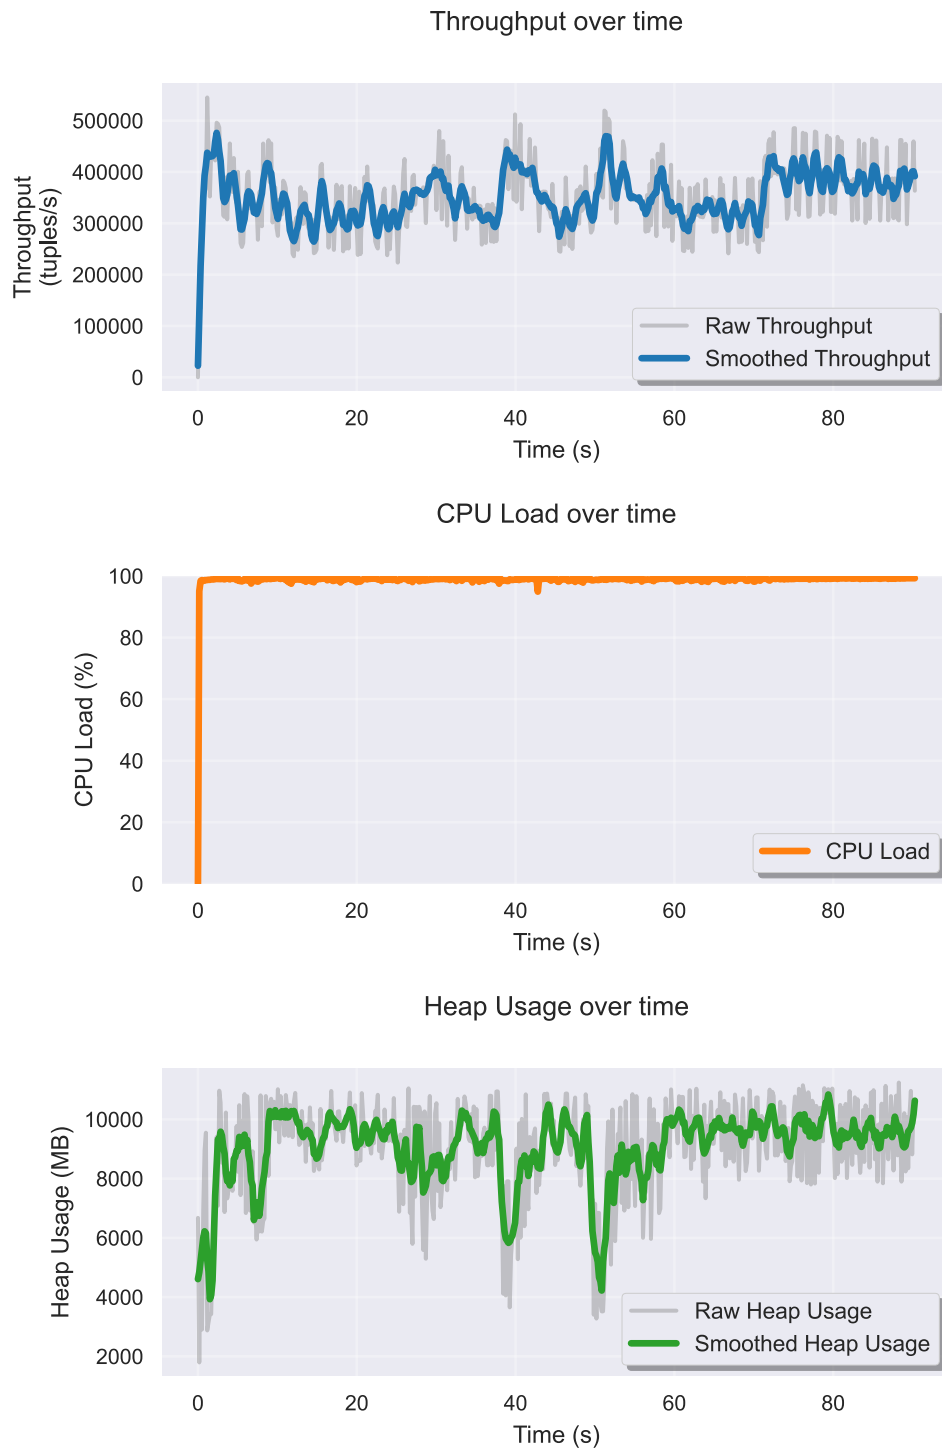 Throughput over time
Throughput
(tuples/s)
500000
400000
300000
200000
100000
0
Raw Throughput
Smoothed Throughput
0 20 40 60 80
Time (s)
CPU Load over time
CPU Load (%)
100
80
60
40
20
0
CPU Load
0 20 40 60 80
Time (s)
Heap Usage over time
Heap Usage (MB)
10000
8000
6000
4000
2000
Raw Heap Usage
Smoothed Heap Usage
0 20 40 60 80
Time (s)